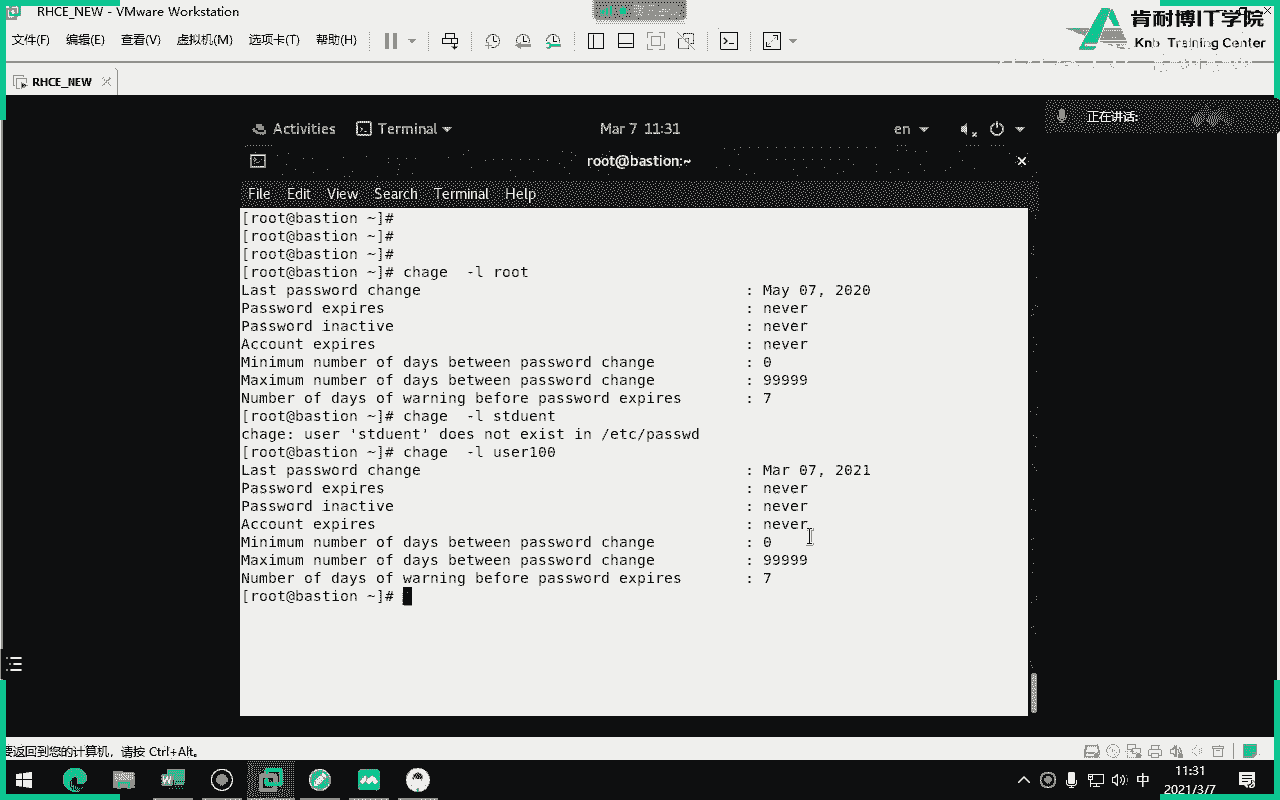 RHCE_NEW - VMware Workstation
肯耐博IT学院
Knb Training Center
文件(F) 编辑(E) 查看(V) 虚拟机(M) 选项卡(T) 帮助(H)
RHCE_NEW
正在讲话:
Activities Terminal Mar 7 11:31 en
root@bastion:~
File Edit View Search Terminal Help
[root@bastion ~]#
[root@bastion ~]#
[root@bastion ~]#
[root@bastion ~]# chage  -l root
Last password change : May 07, 2020
Password expires : never
Password inactive : never
Account expires : never
Minimum number of days between password change : 0
Maximum number of days between password change : 99999
Number of days of warning before password expires : 7
[root@bastion ~]# chage  -l stduent
chage: user 'stduent' does not exist in /etc/passwd
[root@bastion ~]# chage  -l user100
Last password change : Mar 07, 2021
Password expires : never
Password inactive : never
Account expires : never
Minimum number of days between password change : 0
Maximum number of days between password change : 99999
Number of days of warning before password expires : 7
[root@bastion ~]#
要返回到您的计算机，请按 Ctrl+Alt。
中
11:31
2021/3/7